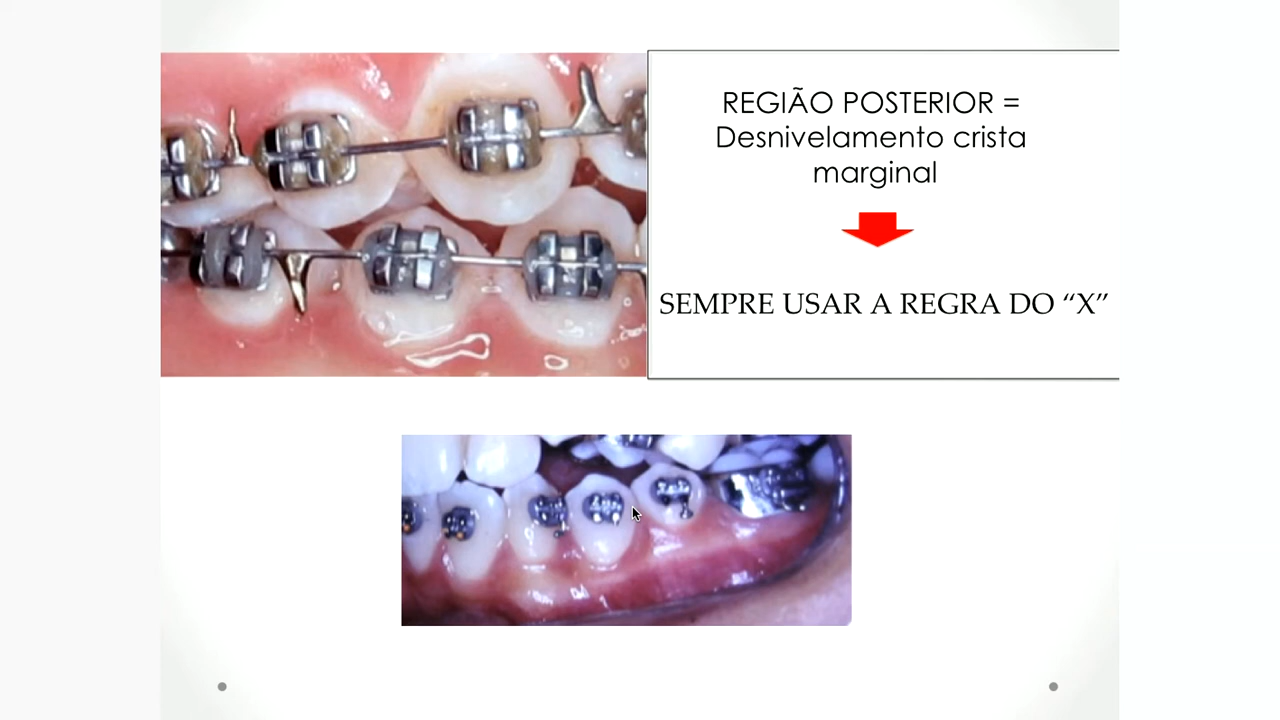 REGIÃO POSTERIOR =
Desnivelamento crista
marginal
SEMPRE USAR A REGRA DO “X”